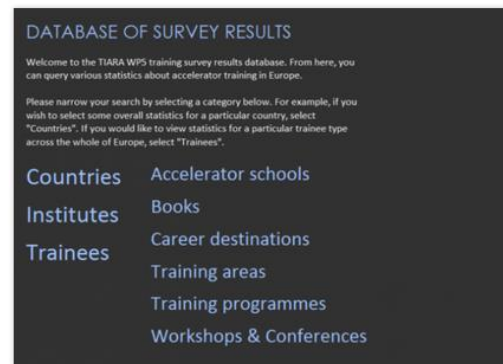 DATABASE OF SURVEY RESULTS
Welcome to the TIARA WP5 training survey results database. From here, you
can query various statistics about accelerator training in Europe.
Please narrow your search by selecting a category below. For example, if you
wish to select some overall statistics for a particular country, select
"Countries". If you would like to view statistics for a particular trainee type
across the whole of Europe, select "Trainees".
Countries
Institutes
Trainees
Accelerator schools
Books
Career destinations
Training areas
Training programmes
Workshops & Conferences